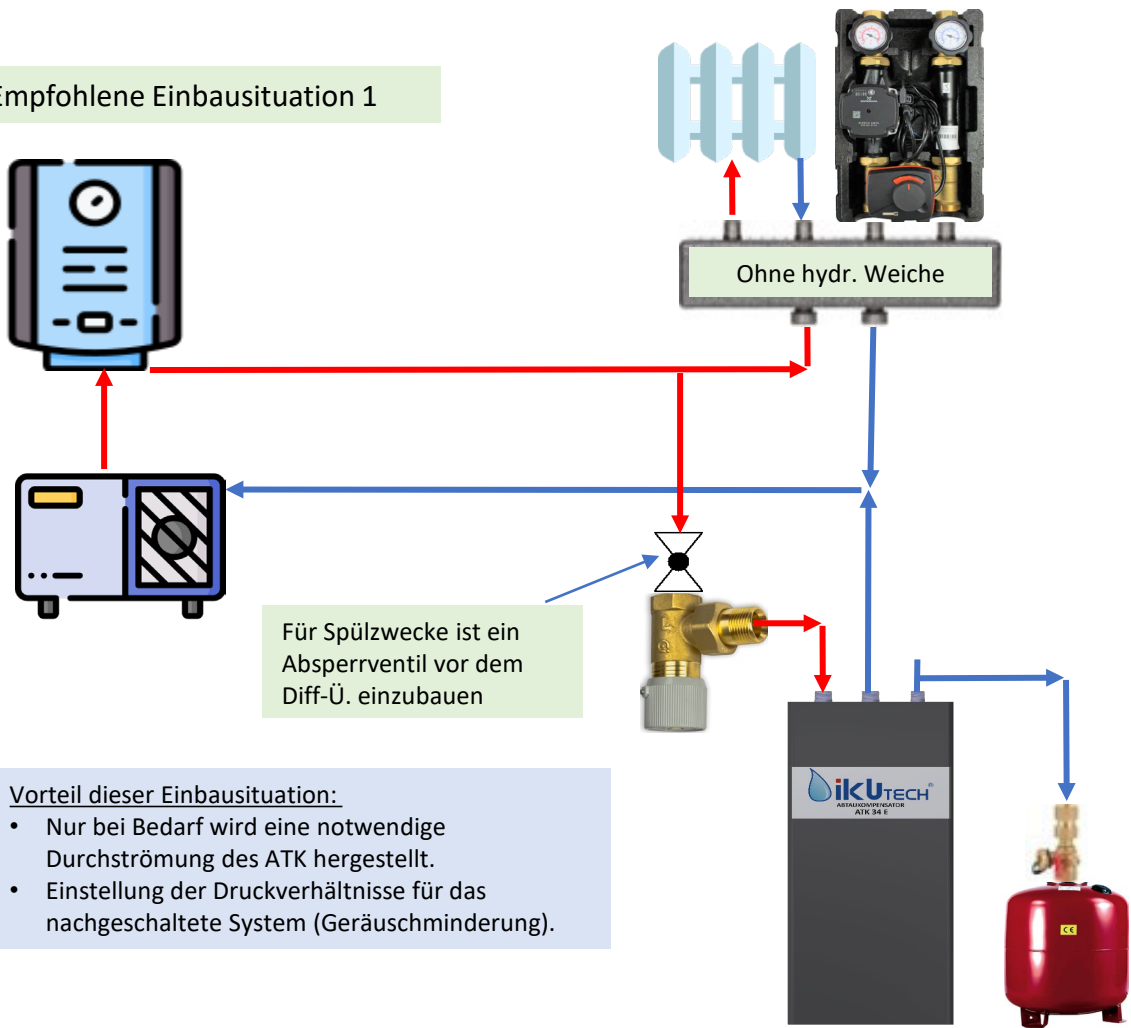 Empfohlene Einbausituation 1
Ohne hydr. Weiche
Für Spülzwecke ist ein
Absperrventil vor dem
Diff-Ü. einzubauen
ikUTECH®
ABTAUKOMPENSATOR
ATK 34 E
Vorteil dieser Einbausituation:
• Nur bei Bedarf wird eine notwendige
Durchströmung des ATK hergestellt.
• Einstellung der Druckverhältnisse für das
nachgeschaltete System (Geräuschminderung).
CE